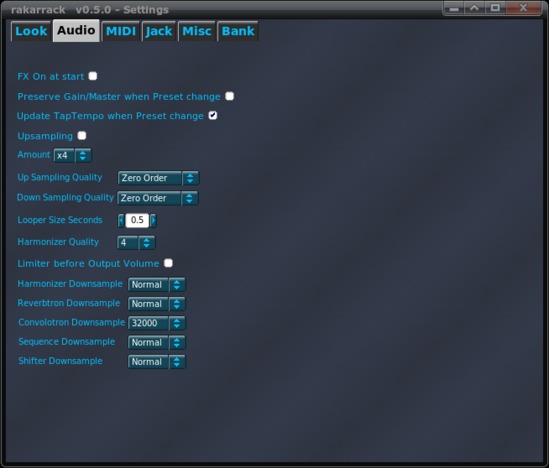 rakarrack v0.5.0 - Settings
Look Audio MIDI Jack Misc Bank
FX On at start
Preserve Gain/Master when Preset change
Update TapTempo when Preset change
Upsampling
Amount x4
Up Sampling Quality Zero Order
Down Sampling Quality Zero Order
Looper Size Seconds 0.5
Harmonizer Quality 4
Limiter before Output Volume
Harmonizer Downsample Normal
Reverbtron Downsample Normal
Convolotron Downsample 32000
Sequence Downsample Normal
Shifter Downsample Normal